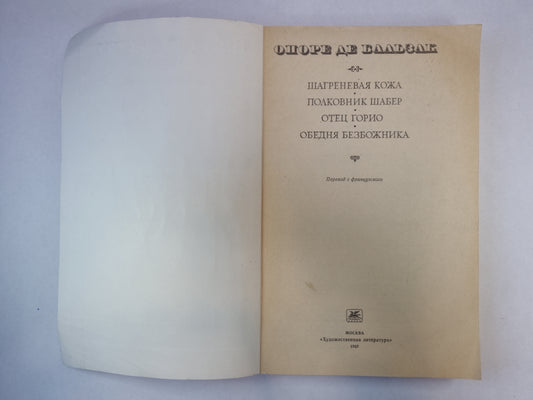 ОНОРЕ ДЕ БАЛЬЗАК
ШАГРЕНЕВАЯ КОЖА
ПОЛКОВНИК ШАБЕР
ОТЕЦ ГОРИО
ОБЕДНЯ БЕЗБОЖНИКА
Перевод с французского
МОСКВА
«Художественная литература»